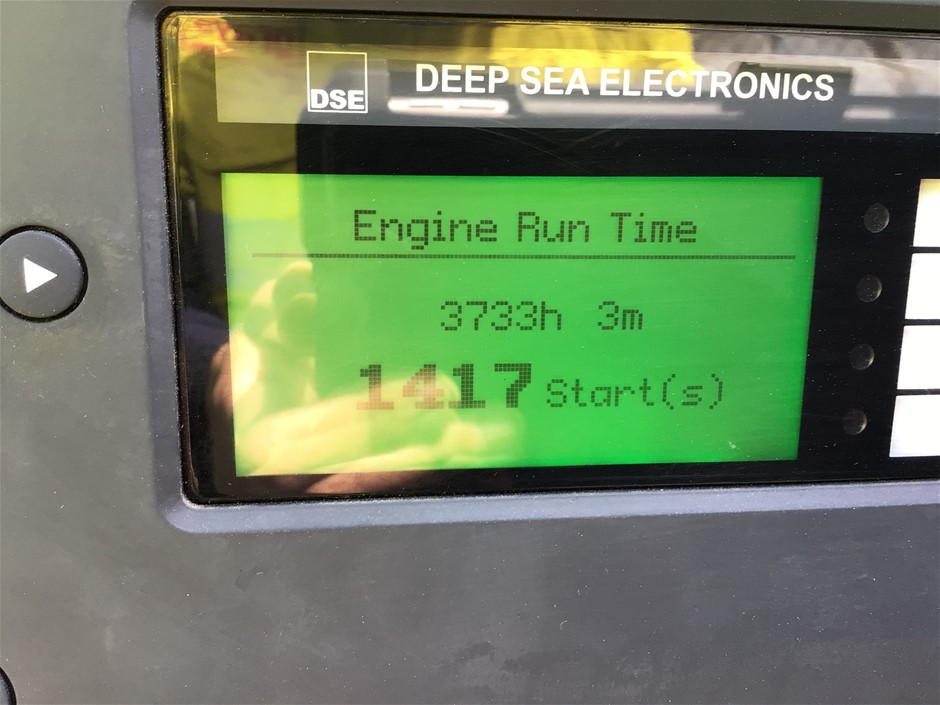 DSE
DEEP SEA ELECTRONICS
Engine Run Time
3733h 3m
1417 Start(s)